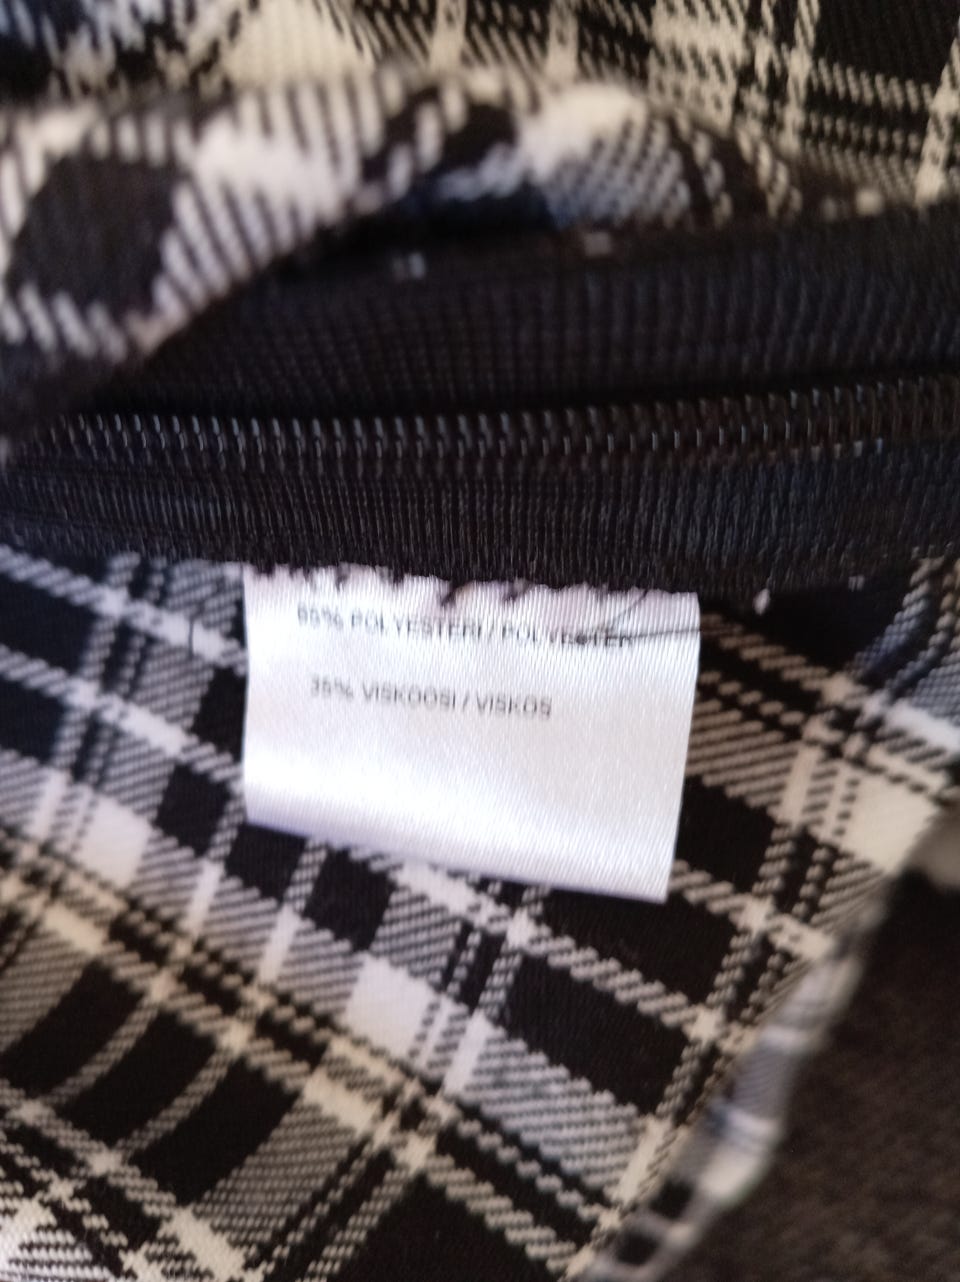 65% POLYESTERI / POLYESTER
35% VISKOOSI / VISKOS